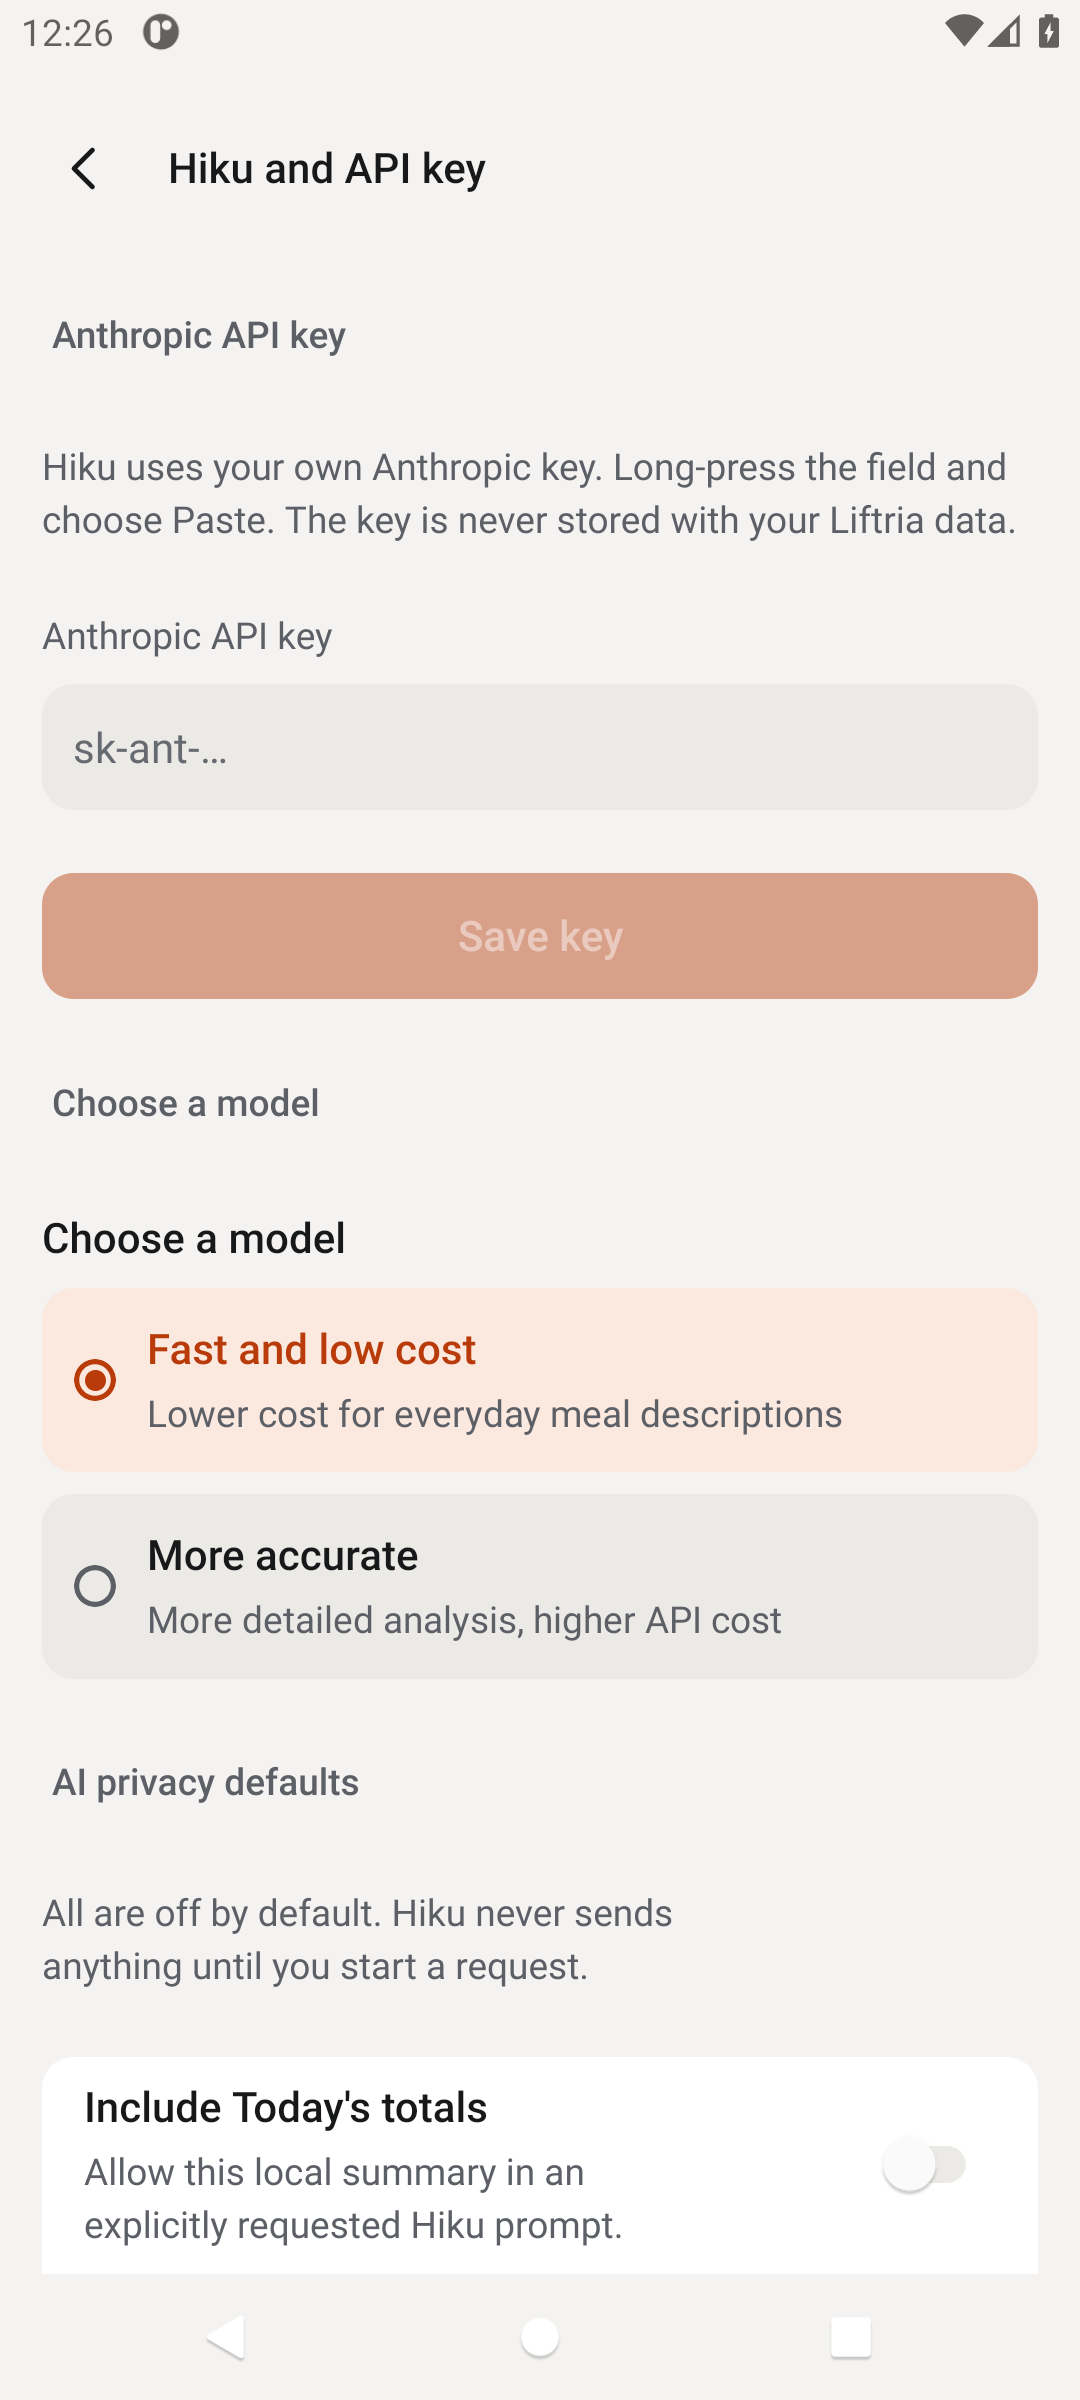 12:26
Hiku and API key
Anthropic API key
Hiku uses your own Anthropic key. Long-press the field and
choose Paste. The key is never stored with your Liftria data.
Anthropic API key
sk-ant-…
Save key
Choose a model
Choose a model
Fast and low cost
Lower cost for everyday meal descriptions
More accurate
More detailed analysis, higher API cost
AI privacy defaults
All are off by default. Hiku never sends
anything until you start a request.
Include Today's totals
Allow this local summary in an
explicitly requested Hiku prompt.